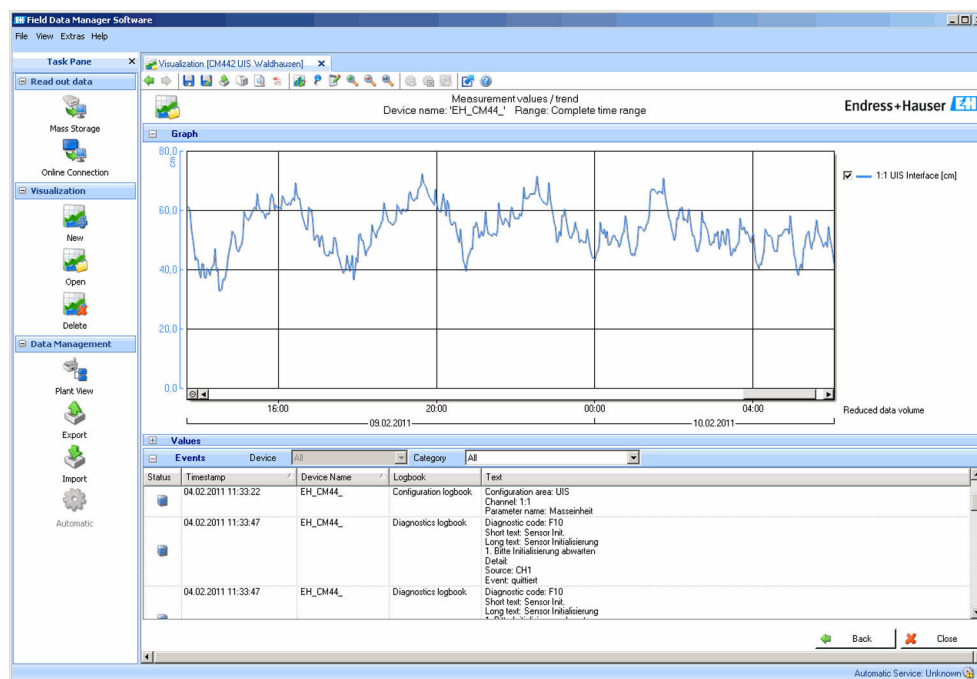 Field Data Manager Software
File View Extras Help
Task Pane
Read out data
Mass Storage
Online Connection
Visualization
New
Open
Delete
Data Management
Plant View
Export
Import
Automatic
Visualization [CM442 UIS Waldhausen]
Measurement values / trend
Device name: 'EH_CM44_' Range: Complete time range
Endress+Hauser EH
Graph
80,0
cm
60,0
40,0
20,0
0,0
1:1 UIS Interface [cm]
16:00 20:00 00:00 04:00
Reduced data volume
09.02.2011 10.02.2011
Values
Events Device All Category All
Status Timestamp Device Name Logbook Text
04.02.2011 11:33:22 EH_CM44_ Configuration logbook Configuration area: UIS
Channel: 1:1
Parameter name: Masseinheit
04.02.2011 11:33:47 EH_CM44_ Diagnostics logbook Diagnostic code: F10
Short text: Sensor Init.
Long text: Sensor Initialisierung
1. Bitte Initialisierung abwarten
Detail:
Source: CH1
Event: quittiert
04.02.2011 11:33:47 EH_CM44_ Diagnostics logbook Diagnostic code: F10
Short text: Sensor Init.
Long text: Sensor Initialisierung
Back Close
Automatic Service: Unknown